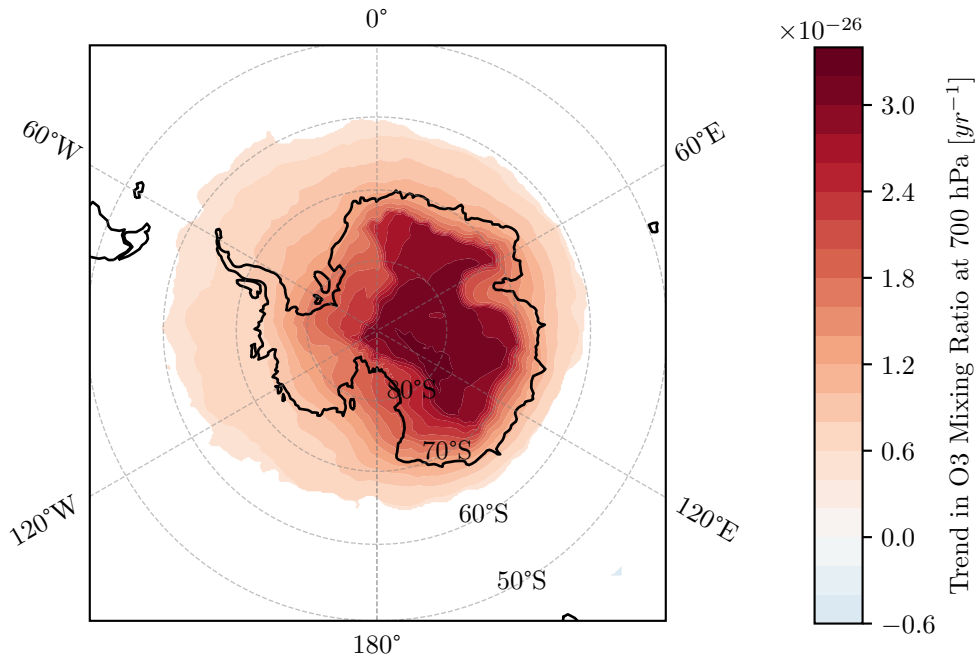 0°
×10⁻²⁶
60°W
60°E
3.0
2.4
1.8
1.2
0.6
0.0
−0.6
80°S
70°S
60°S
50°S
120°W
120°E
180°
Trend in O3 Mixing Ratio at 700 hPa [yr⁻¹]